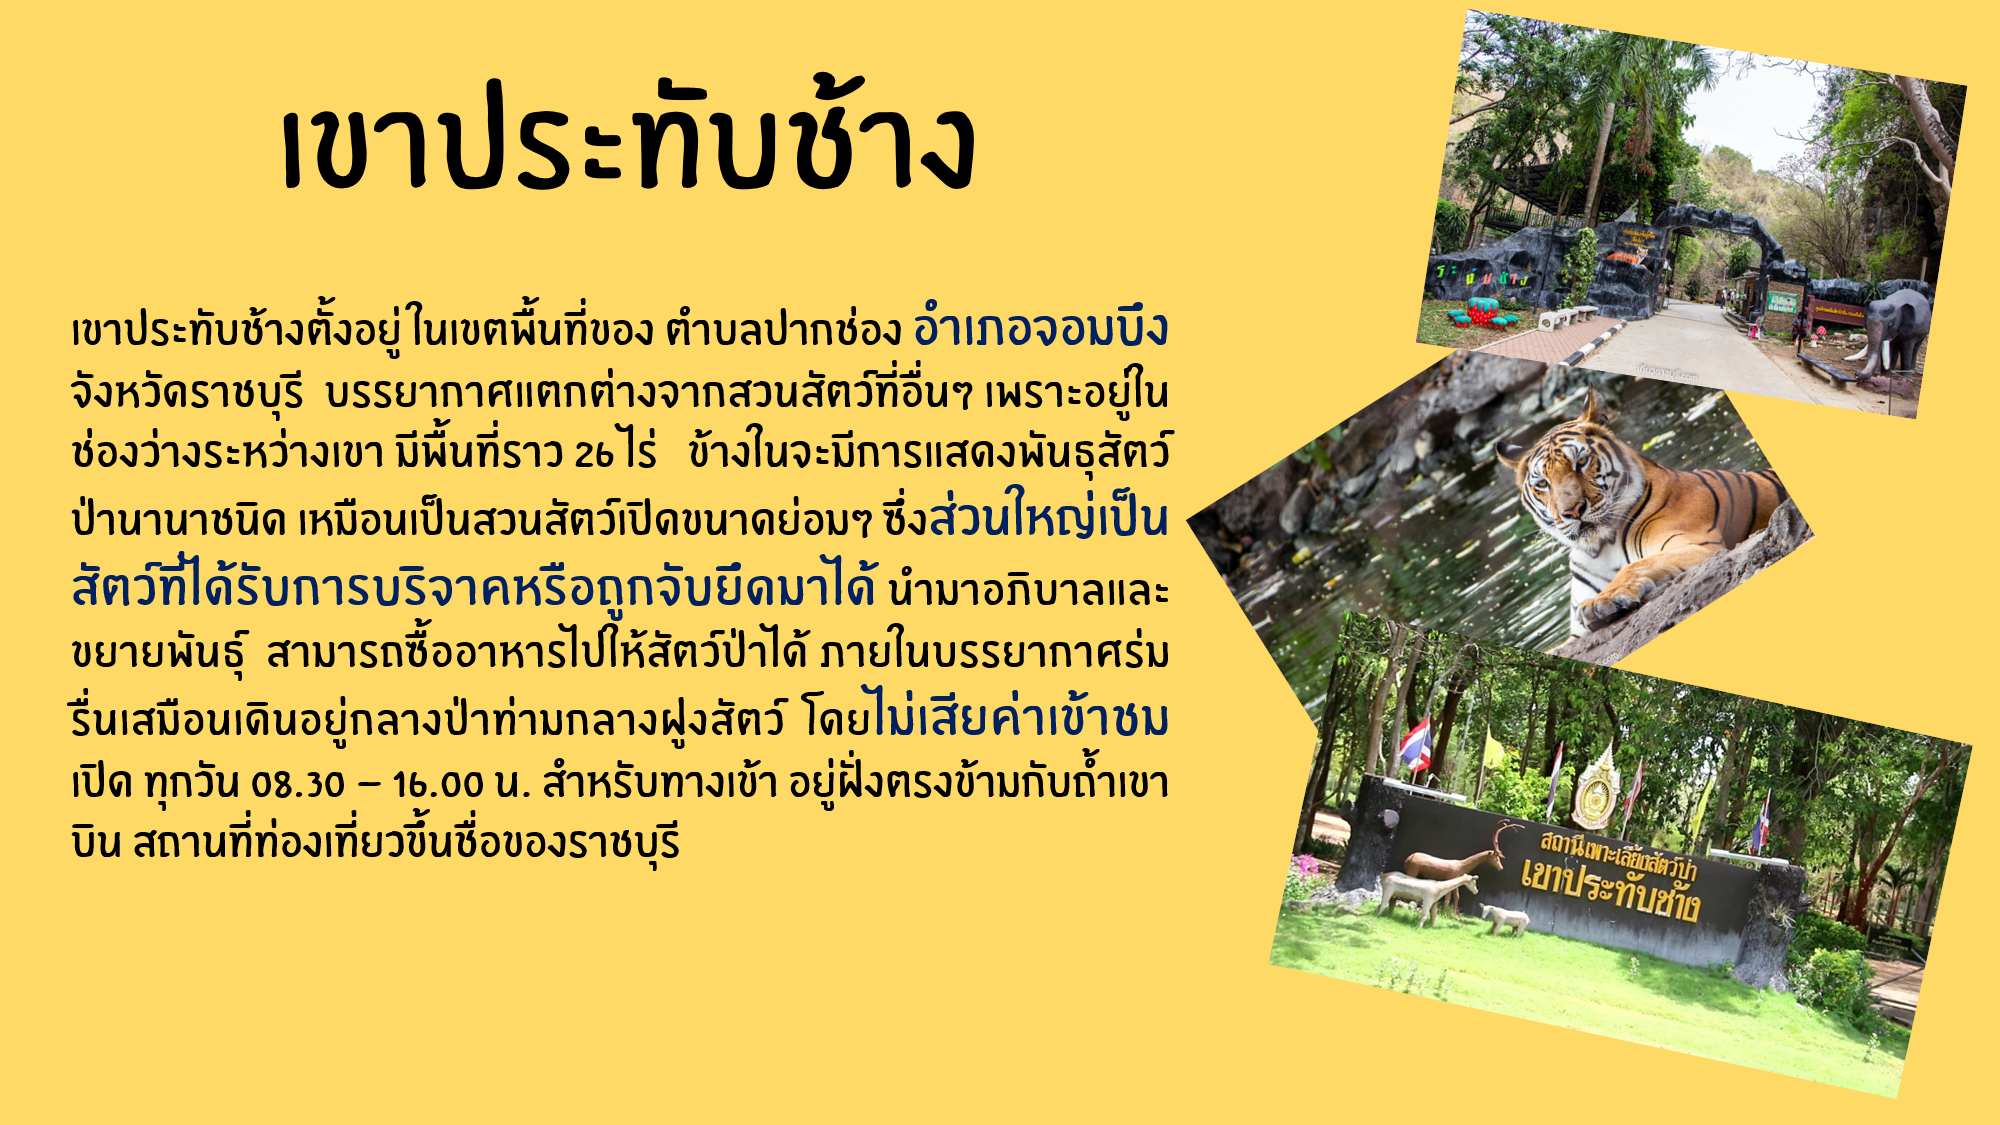 เขาประทับช้าง
เขาประทับช้างตั้งอยู่ ในเขตพื้นที่ของ ตำบลปากช่อง อำเภอจอมบึง
จังหวัดราชบุรี บรรยากาศแตกต่างจากสวนสัตว์ที่อื่นๆ เพราะอยู่ใน
ช่องว่างระหว่างเขา มีพื้นที่ราว 26 ไร่ ข้างในจะมีการแสดงพันธุสัตว์
ป่านานาชนิด เหมือนเป็นสวนสัตว์เปิดขนาดย่อมๆ ซึ่งส่วนใหญ่เป็น
สัตว์ที่ได้รับการบริจาคหรือถูกจับยึดมาได้ นำมาอภิบาลและ
ขยายพันธุ์ สามารถซื้ออาหารไปให้สัตว์ป่าได้ ภายในบรรยากาศร่ม
รื่นเสมือนเดินอยู่กลางป่าท่ามกลางฝูงสัตว์ โดยไม่เสียค่าเข้าชม
เปิด ทุกวัน 08.30 – 16.00 น. สำหรับทางเข้า อยู่ฝั่งตรงข้ามกับถ้ำเขา
บิน สถานที่ท่องเที่ยวขึ้นชื่อของราชบุรี
สถานีเพาะเลี้ยงสัตว์ป่า
เขาประทับช้าง